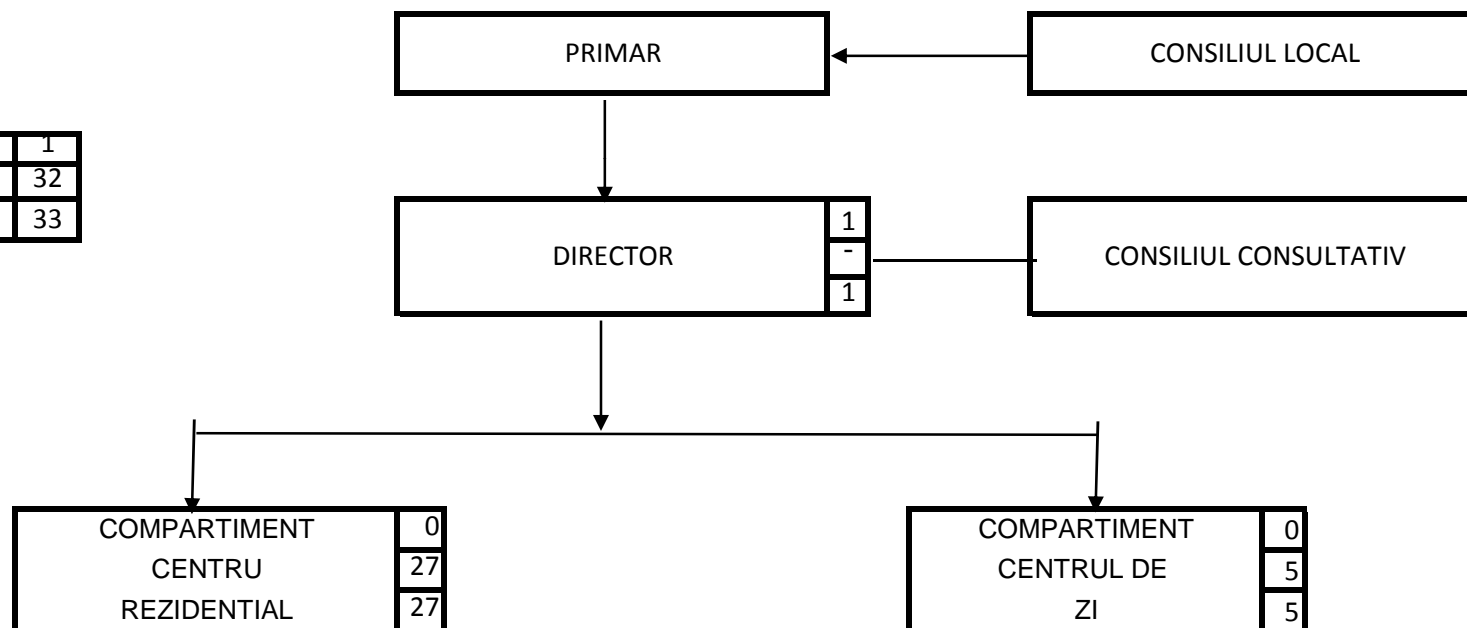 PRIMAR
CONSILIUL LOCAL
1
32
33
DIRECTOR
1
-
1
CONSILIUL CONSULTATIV
COMPARTIMENT
CENTRU
REZIDENTIAL
0
27
27
COMPARTIMENT
CENTRUL DE
ZI
0
5
5